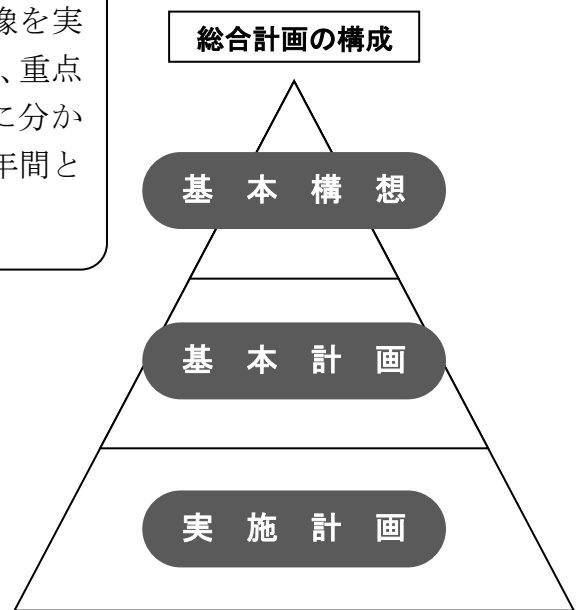 像を実
、重点
に分か
年間と
総合計画の構成
基本構想
基本計画
実施計画